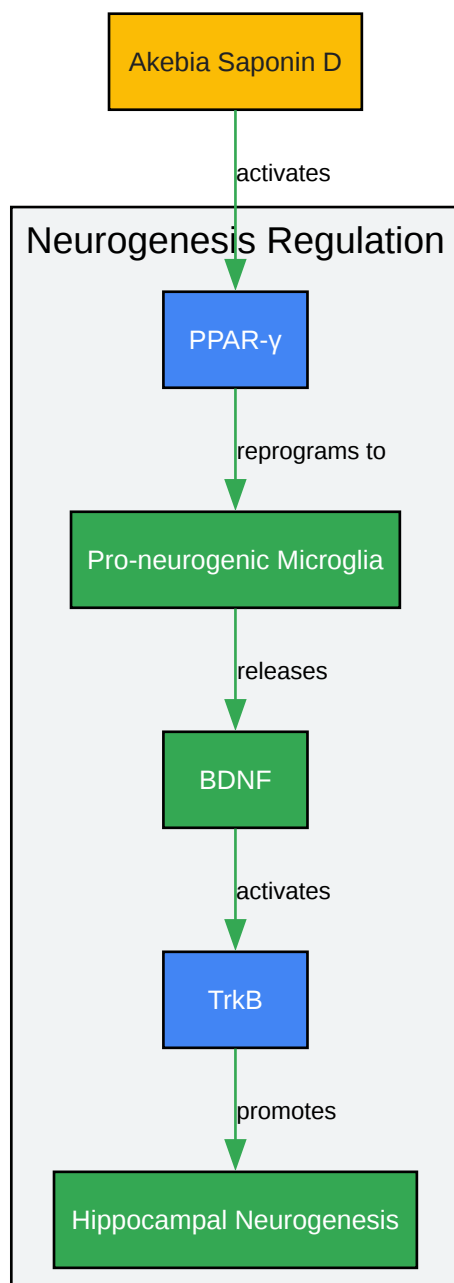 Akebia Saponin D
activates
Neurogenesis Regulation
PPAR-γ
reprograms to
Pro-neurogenic Microglia
releases
BDNF
activates
TrkB
promotes
Hippocampal Neurogenesis